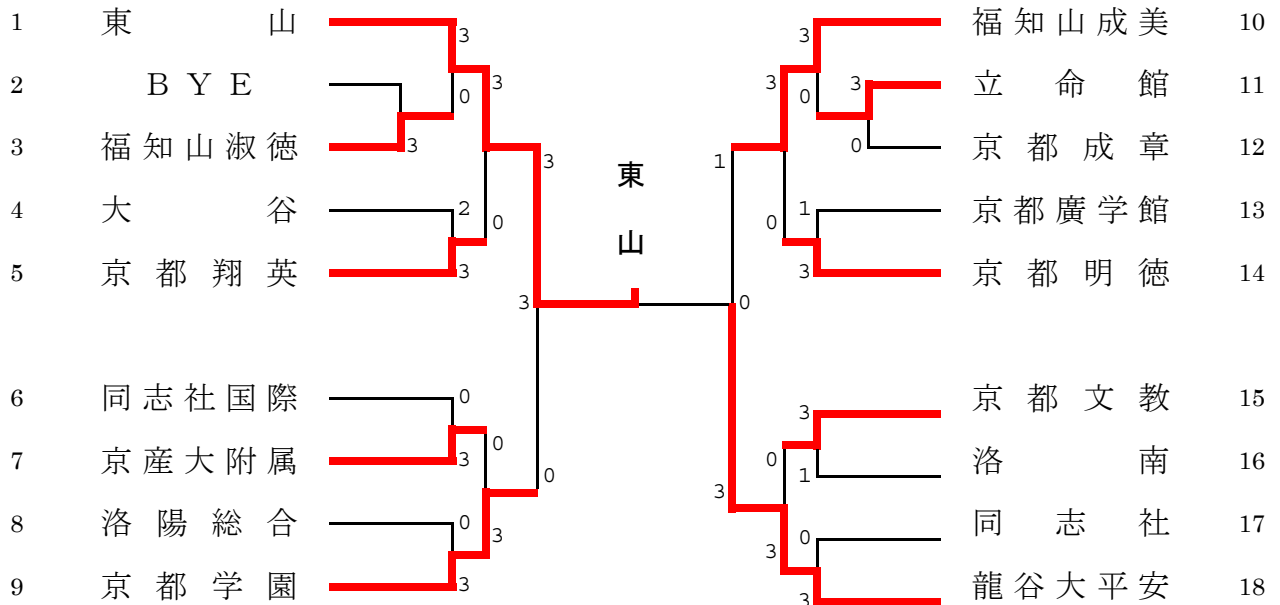 1 東山 3 3 福知山成美 10
2 BYE 0 3 3 0 3 立命館 11
3 福知山淑徳 3 3 1 0 京都成章 12
東
4 大谷 2 0 0 1 京都廣学館 13
山
5 京都翔英 3 3 京都明徳 14
3 0
6 同志社国際 0 3 京都文教 15
7 京産大附属 3 0 0 0 1 洛南 16
8 洛陽総合 0 3 3 3 0 同志社 17
9 京都学園 3 3 龍谷大平安 18